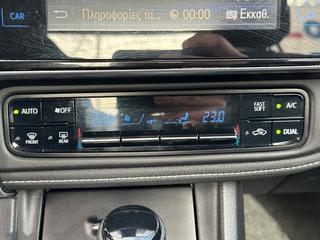 Πληροφορίες τα... 00:00 Εκκαθ.
CAR
AUTO OFF 23.0 FAST SOFT A/C
FRONT REAR DUAL